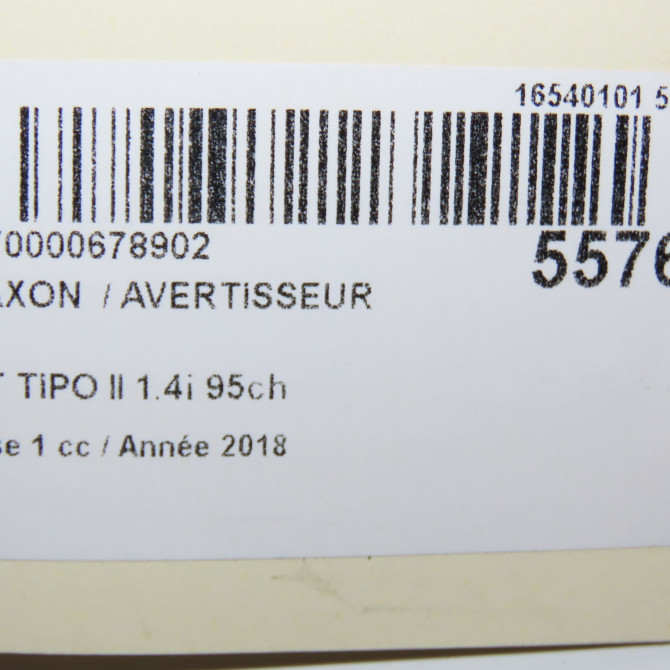 16540101 5
70000678902
5576
AXON / AVERTiSSEUR
T TiPO II 1.4i 95ch
se 1 cc / Année 2018